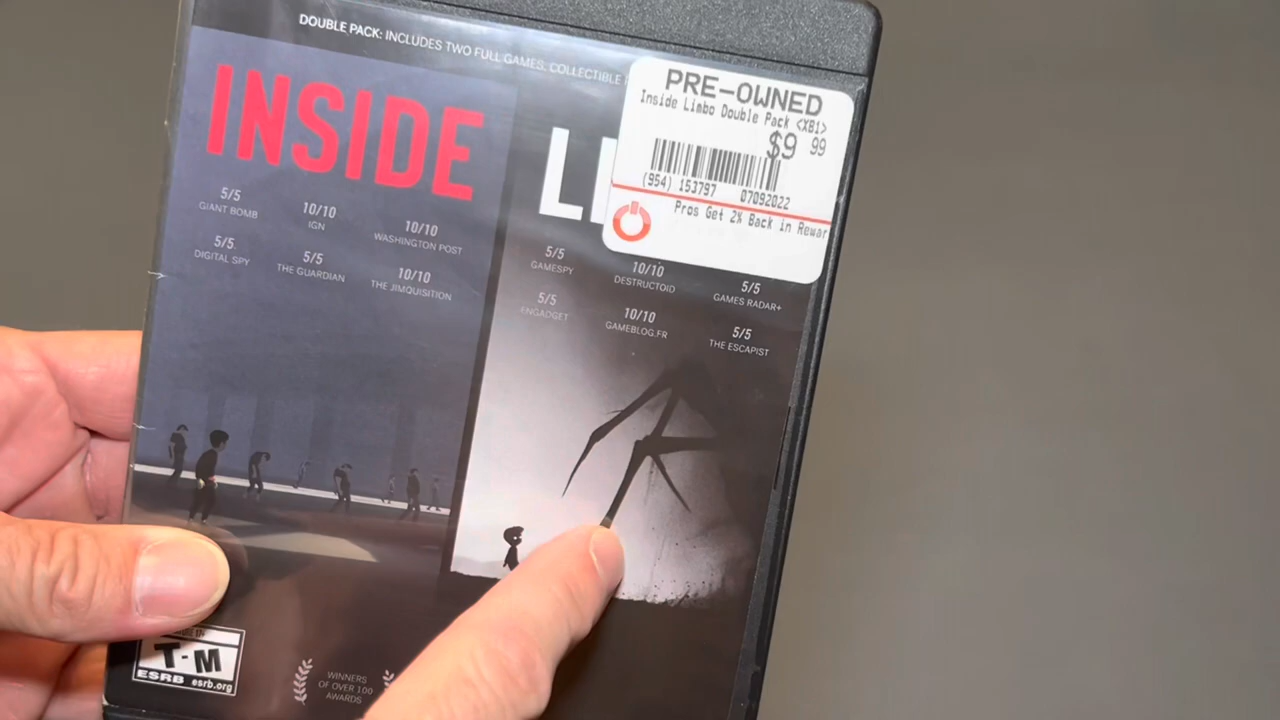 DOUBLE PACK: INCLUDES TWO FULL GAMES, COLLECTIBLE
INSIDE
5/5
GIANT BOMB
10/10
IGN
10/10
WASHINGTON POST
5/5
DIGITAL SPY
5/5
THE GUARDIAN
10/10
THE JIMQUISITION
LI
PRE-OWNED
Inside Limbo Double Pack <XB1>
$9 99
(954) 153797 07092022
Pros Get 2% Back in Rewar
5/5
GAMESPY
10/10
DESTRUCTOID
5/5
GAMES RADAR+
5/5
ENGADGET
10/10
GAMEBLOG.FR
5/5
THE ESCAPIST
T-M
ESRB esrb.org
WINNERS
OF OVER 100
AWARDS